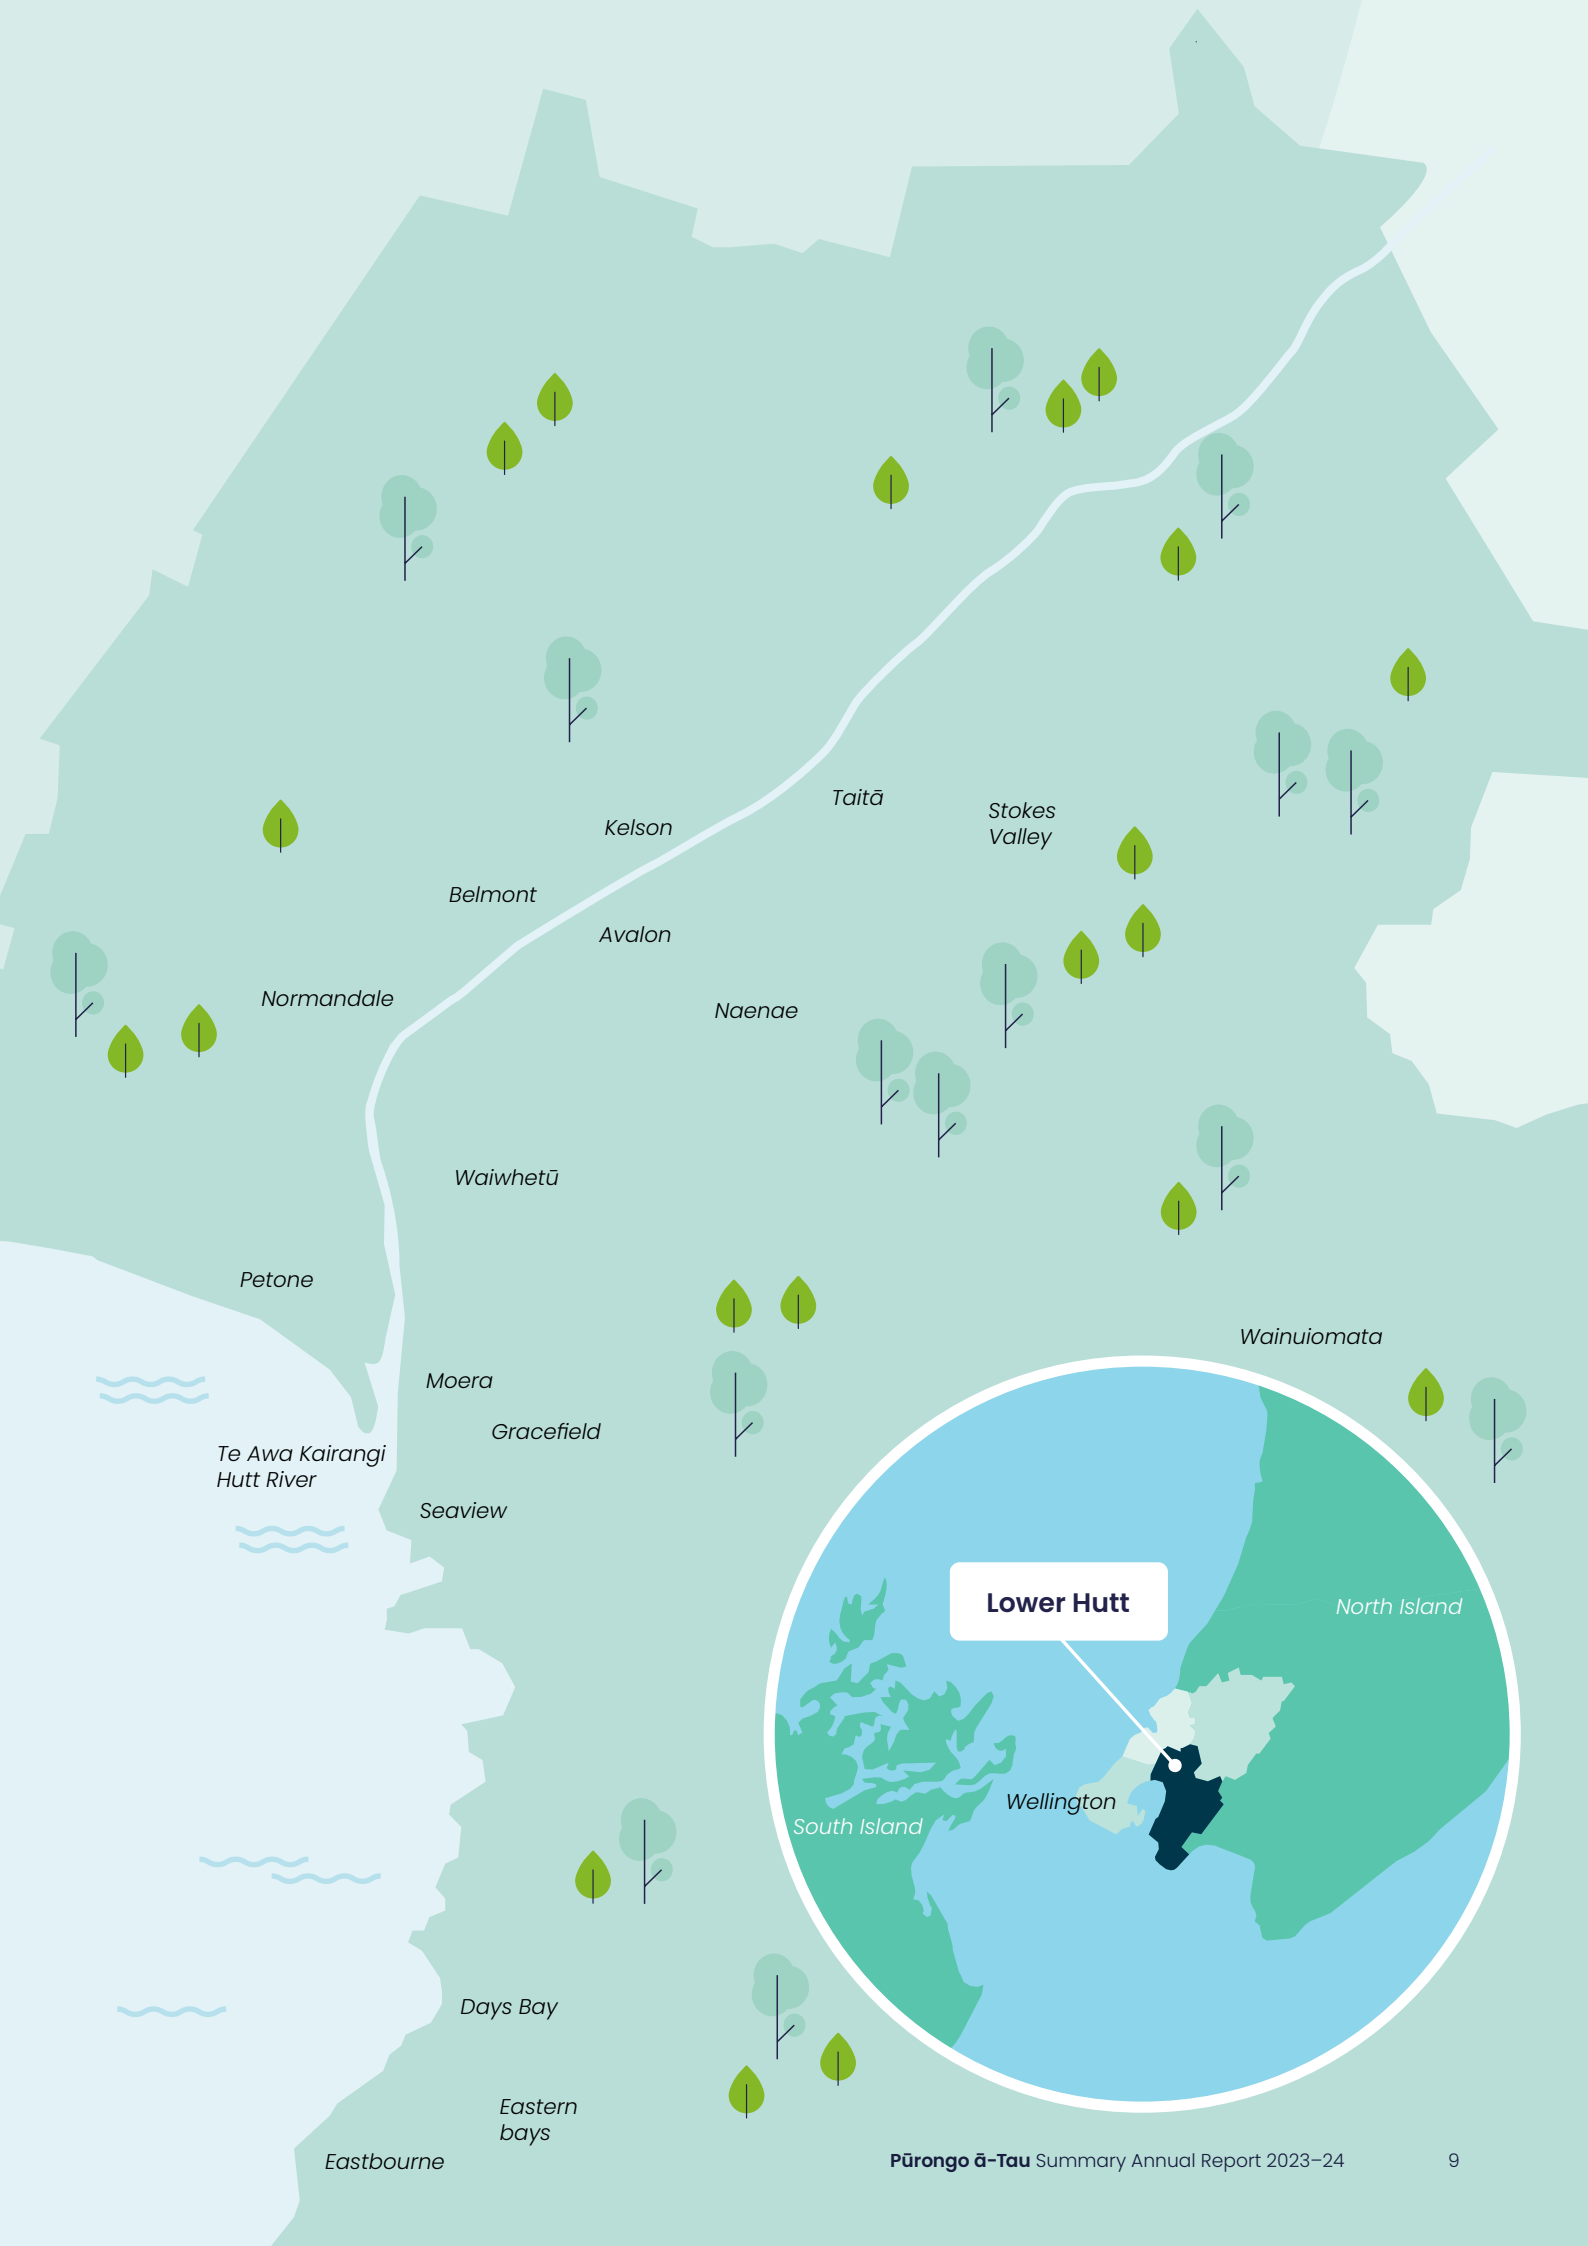 Taitā
Stokes
Valley
Kelson
Belmont
Avalon
Normandale
Naenae
Waiwhetū
Petone
Wainuiomata
Moera
Gracefield
Te Awa Kairangi
Hutt River
Seaview
Lower Hutt
North Island
Wellington
South Island
Days Bay
Eastern
bays
Eastbourne
Pūrongo ā-Tau Summary Annual Report 2023–24
9